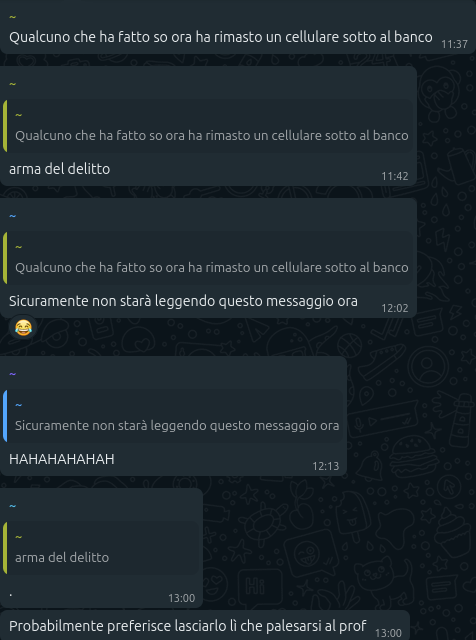 ~
Qualcuno che ha fatto so ora ha rimasto un cellulare sotto al banco
11:37
~
~
Qualcuno che ha fatto so ora ha rimasto un cellulare sotto al banco
arma del delitto
11:42
~
~
Qualcuno che ha fatto so ora ha rimasto un cellulare sotto al banco
Sicuramente non starà leggendo questo messaggio ora
12:02
😂
~
~
Sicuramente non starà leggendo questo messaggio ora
HAHAHAHAHAH
12:13
~
~
arma del delitto
.
13:00
Probabilmente preferisce lasciarlo lì che palesarsi al prof
13:00